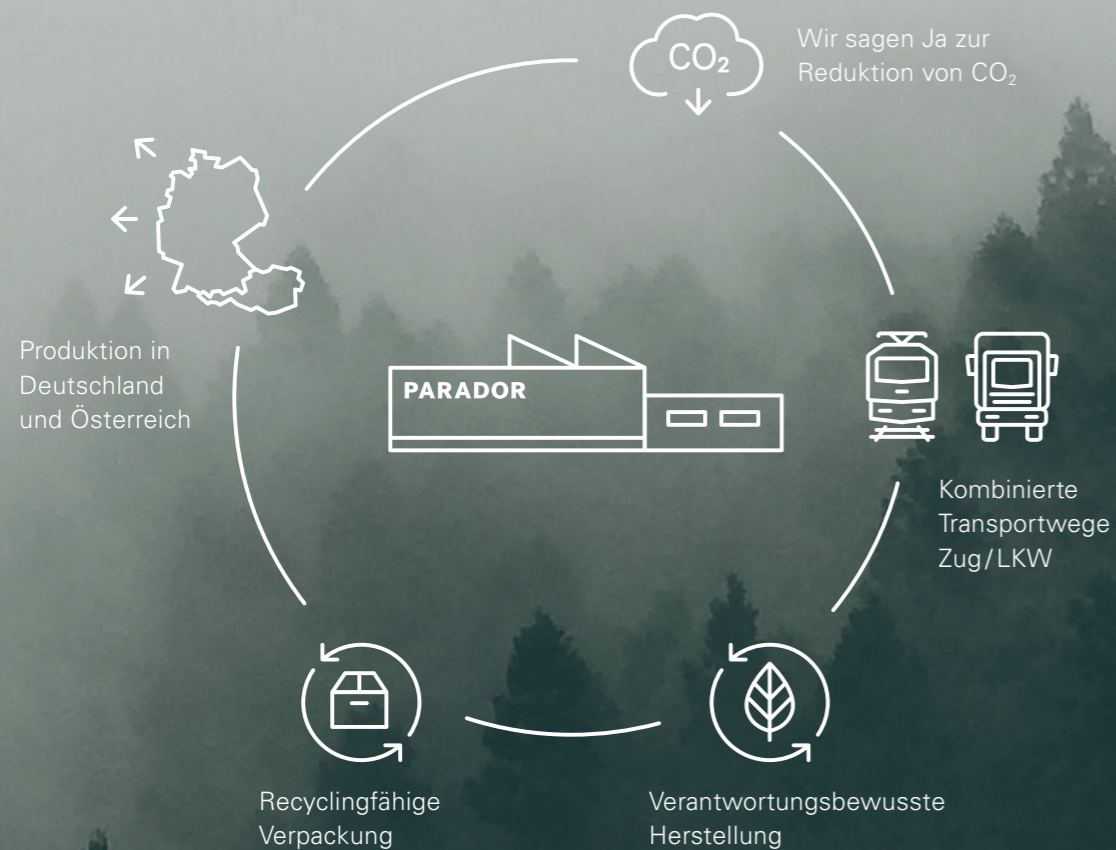 CO₂
Wir sagen Ja zur
Reduktion von CO₂
Produktion in
Deutschland
und Österreich
PARADOR
Kombinierte
Transportwege
Zug/LKW
Recyclingfähige
Verpackung
Verantwortungsbewusste
Herstellung